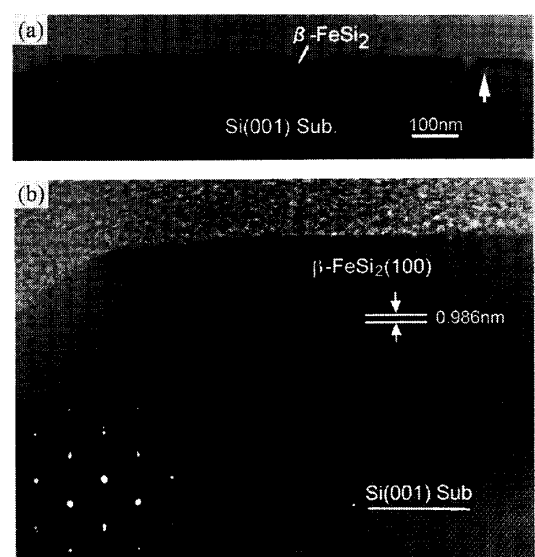 (a)
β-FeSi2
Si(001) Sub.
100nm
(b)
β-FeSi2(100)
0.986nm
Si(001) Sub